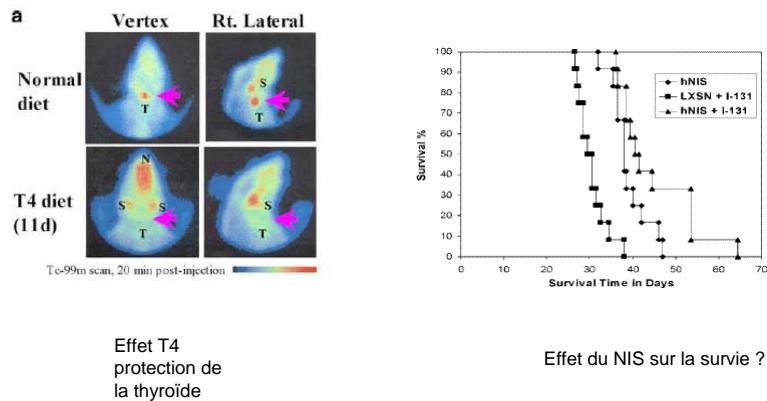 a
Vertex Rt. Lateral
Normal
diet
S
T
S
T
T4 diet
(11d)
N
S S
T
S
T
Tc-99m scan, 20 min post-injection
Effet T4
protection de
la thyroïde
100
90
80
70
60
50
40
30
20
10
0
Survival %
hNIS
LXSN + I-131
hNIS + I-131
0 10 20 30 40 50 60 70
Survival Time in Days
Effet du NIS sur la survie ?